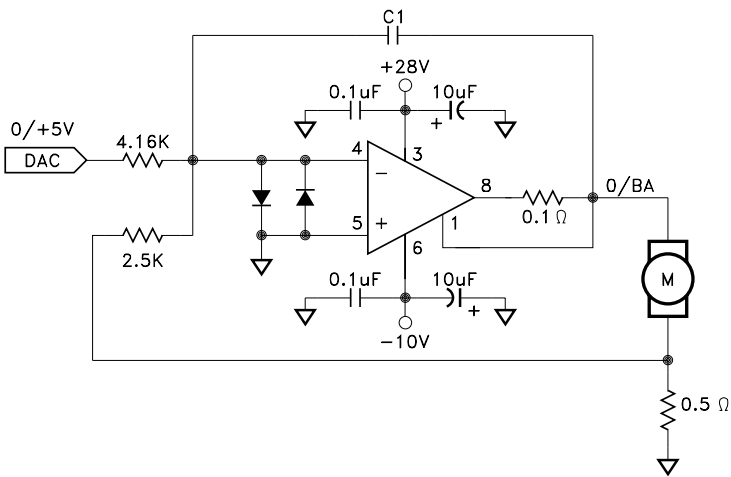 C1
+28V
0.1uF
10uF
+
0/+5V
DAC
4.16K
4
3
−
8
0/BA
0.1 Ω
5
+
1
6
2.5K
M
0.1uF
10uF
+
−10V
0.5 Ω